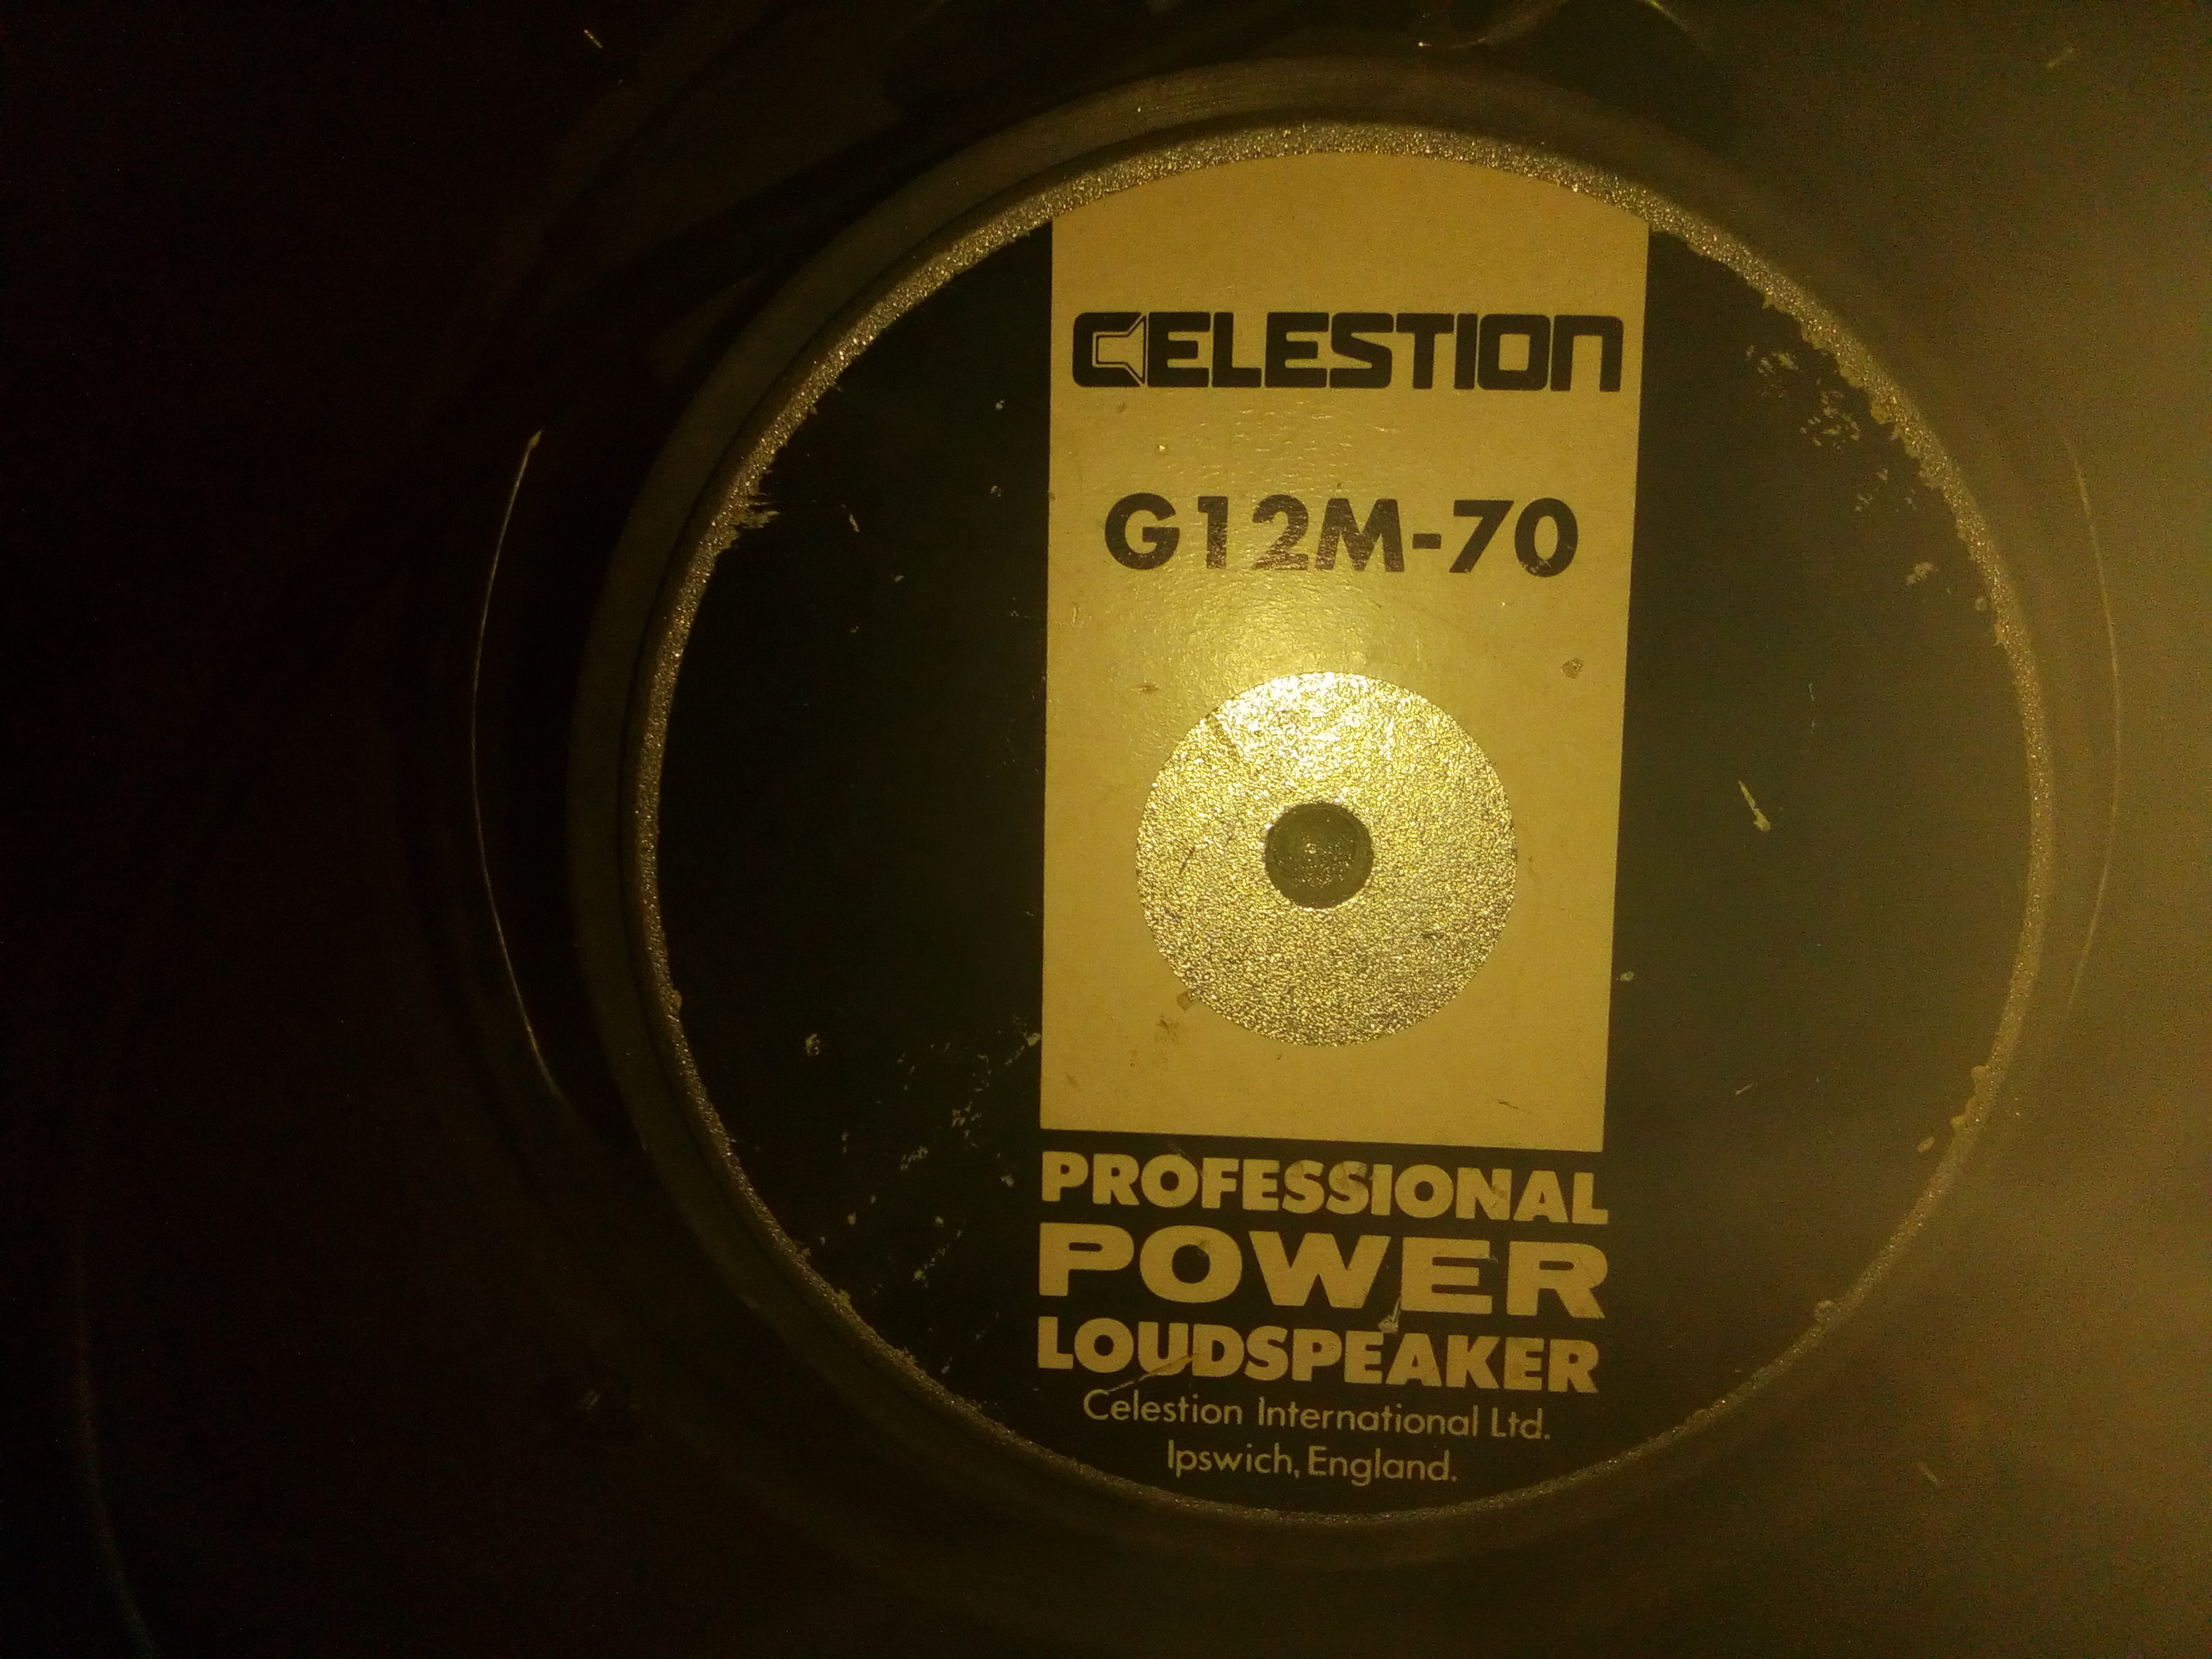 CELESTION
G12M-70
PROFESSIONAL
POWER
LOUDSPEAKER
Celestion International Ltd.
Ipswich, England.